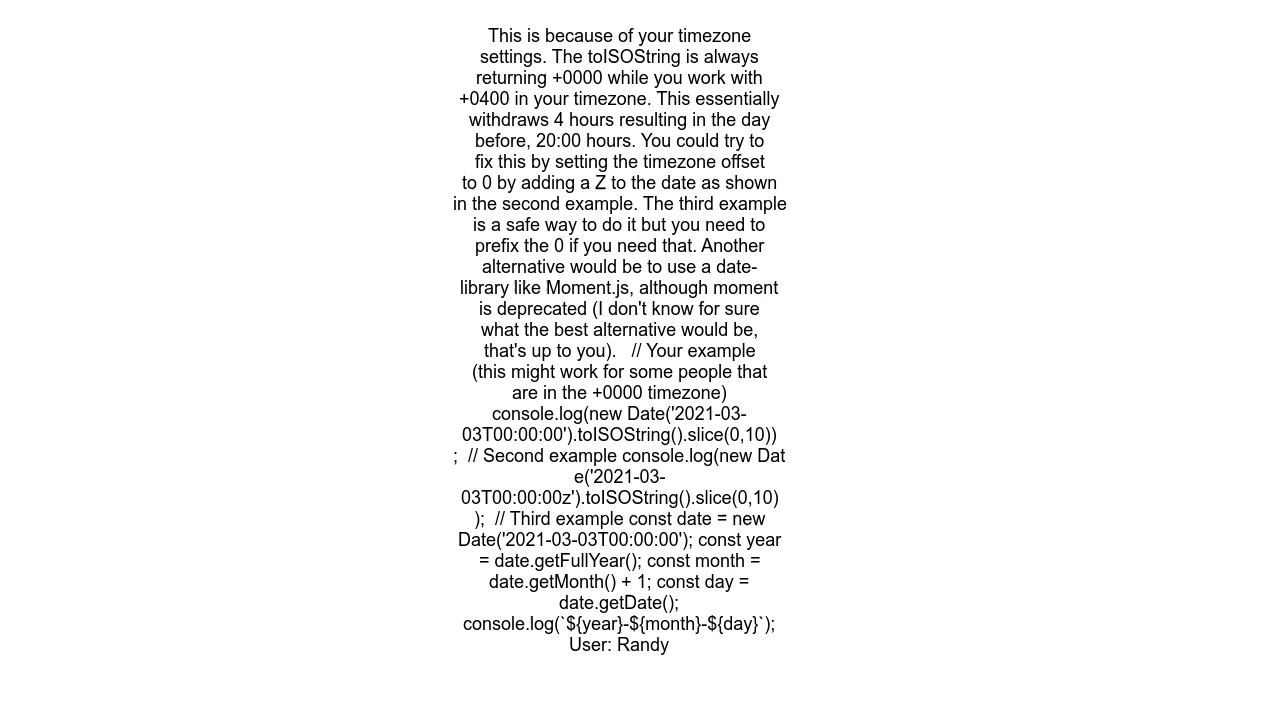 This is because of your timezone
settings. The toISOString is always
returning +0000 while you work with
+0400 in your timezone. This essentially
withdraws 4 hours resulting in the day
before, 20:00 hours. You could try to
fix this by setting the timezone offset
to 0 by adding a Z to the date as shown
in the second example. The third example
is a safe way to do it but you need to
prefix the 0 if you need that. Another
alternative would be to use a date-
library like Moment.js, although moment
is deprecated (I don't know for sure
what the best alternative would be,
that's up to you).   // Your example
(this might work for some people that
are in the +0000 timezone)
console.log(new Date('2021-03-
03T00:00:00').toISOString().slice(0,10))
;  // Second example console.log(new Dat
e('2021-03-
03T00:00:00z').toISOString().slice(0,10)
);  // Third example const date = new
Date('2021-03-03T00:00:00'); const year
= date.getFullYear(); const month =
date.getMonth() + 1; const day =
date.getDate();
console.log(`${year}-${month}-${day}`);
User: Randy